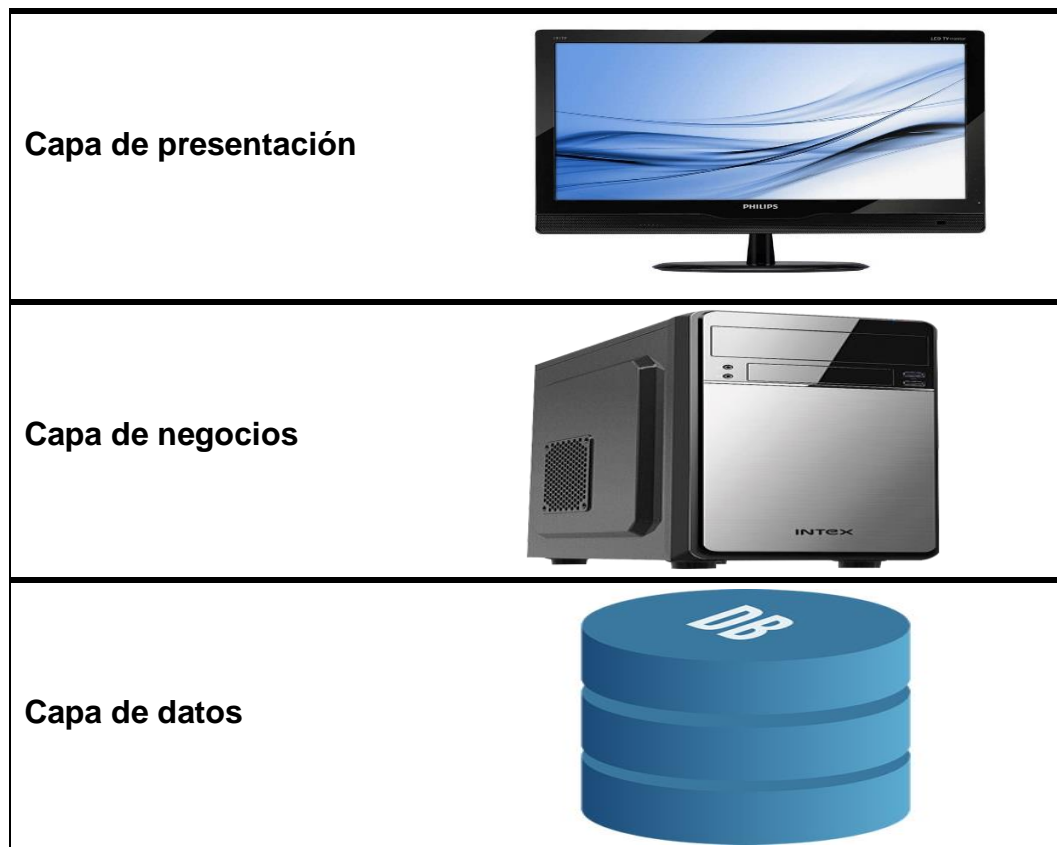 Capa de presentación
PHILIPS
Capa de negocios
INTEX
DB
Capa de datos